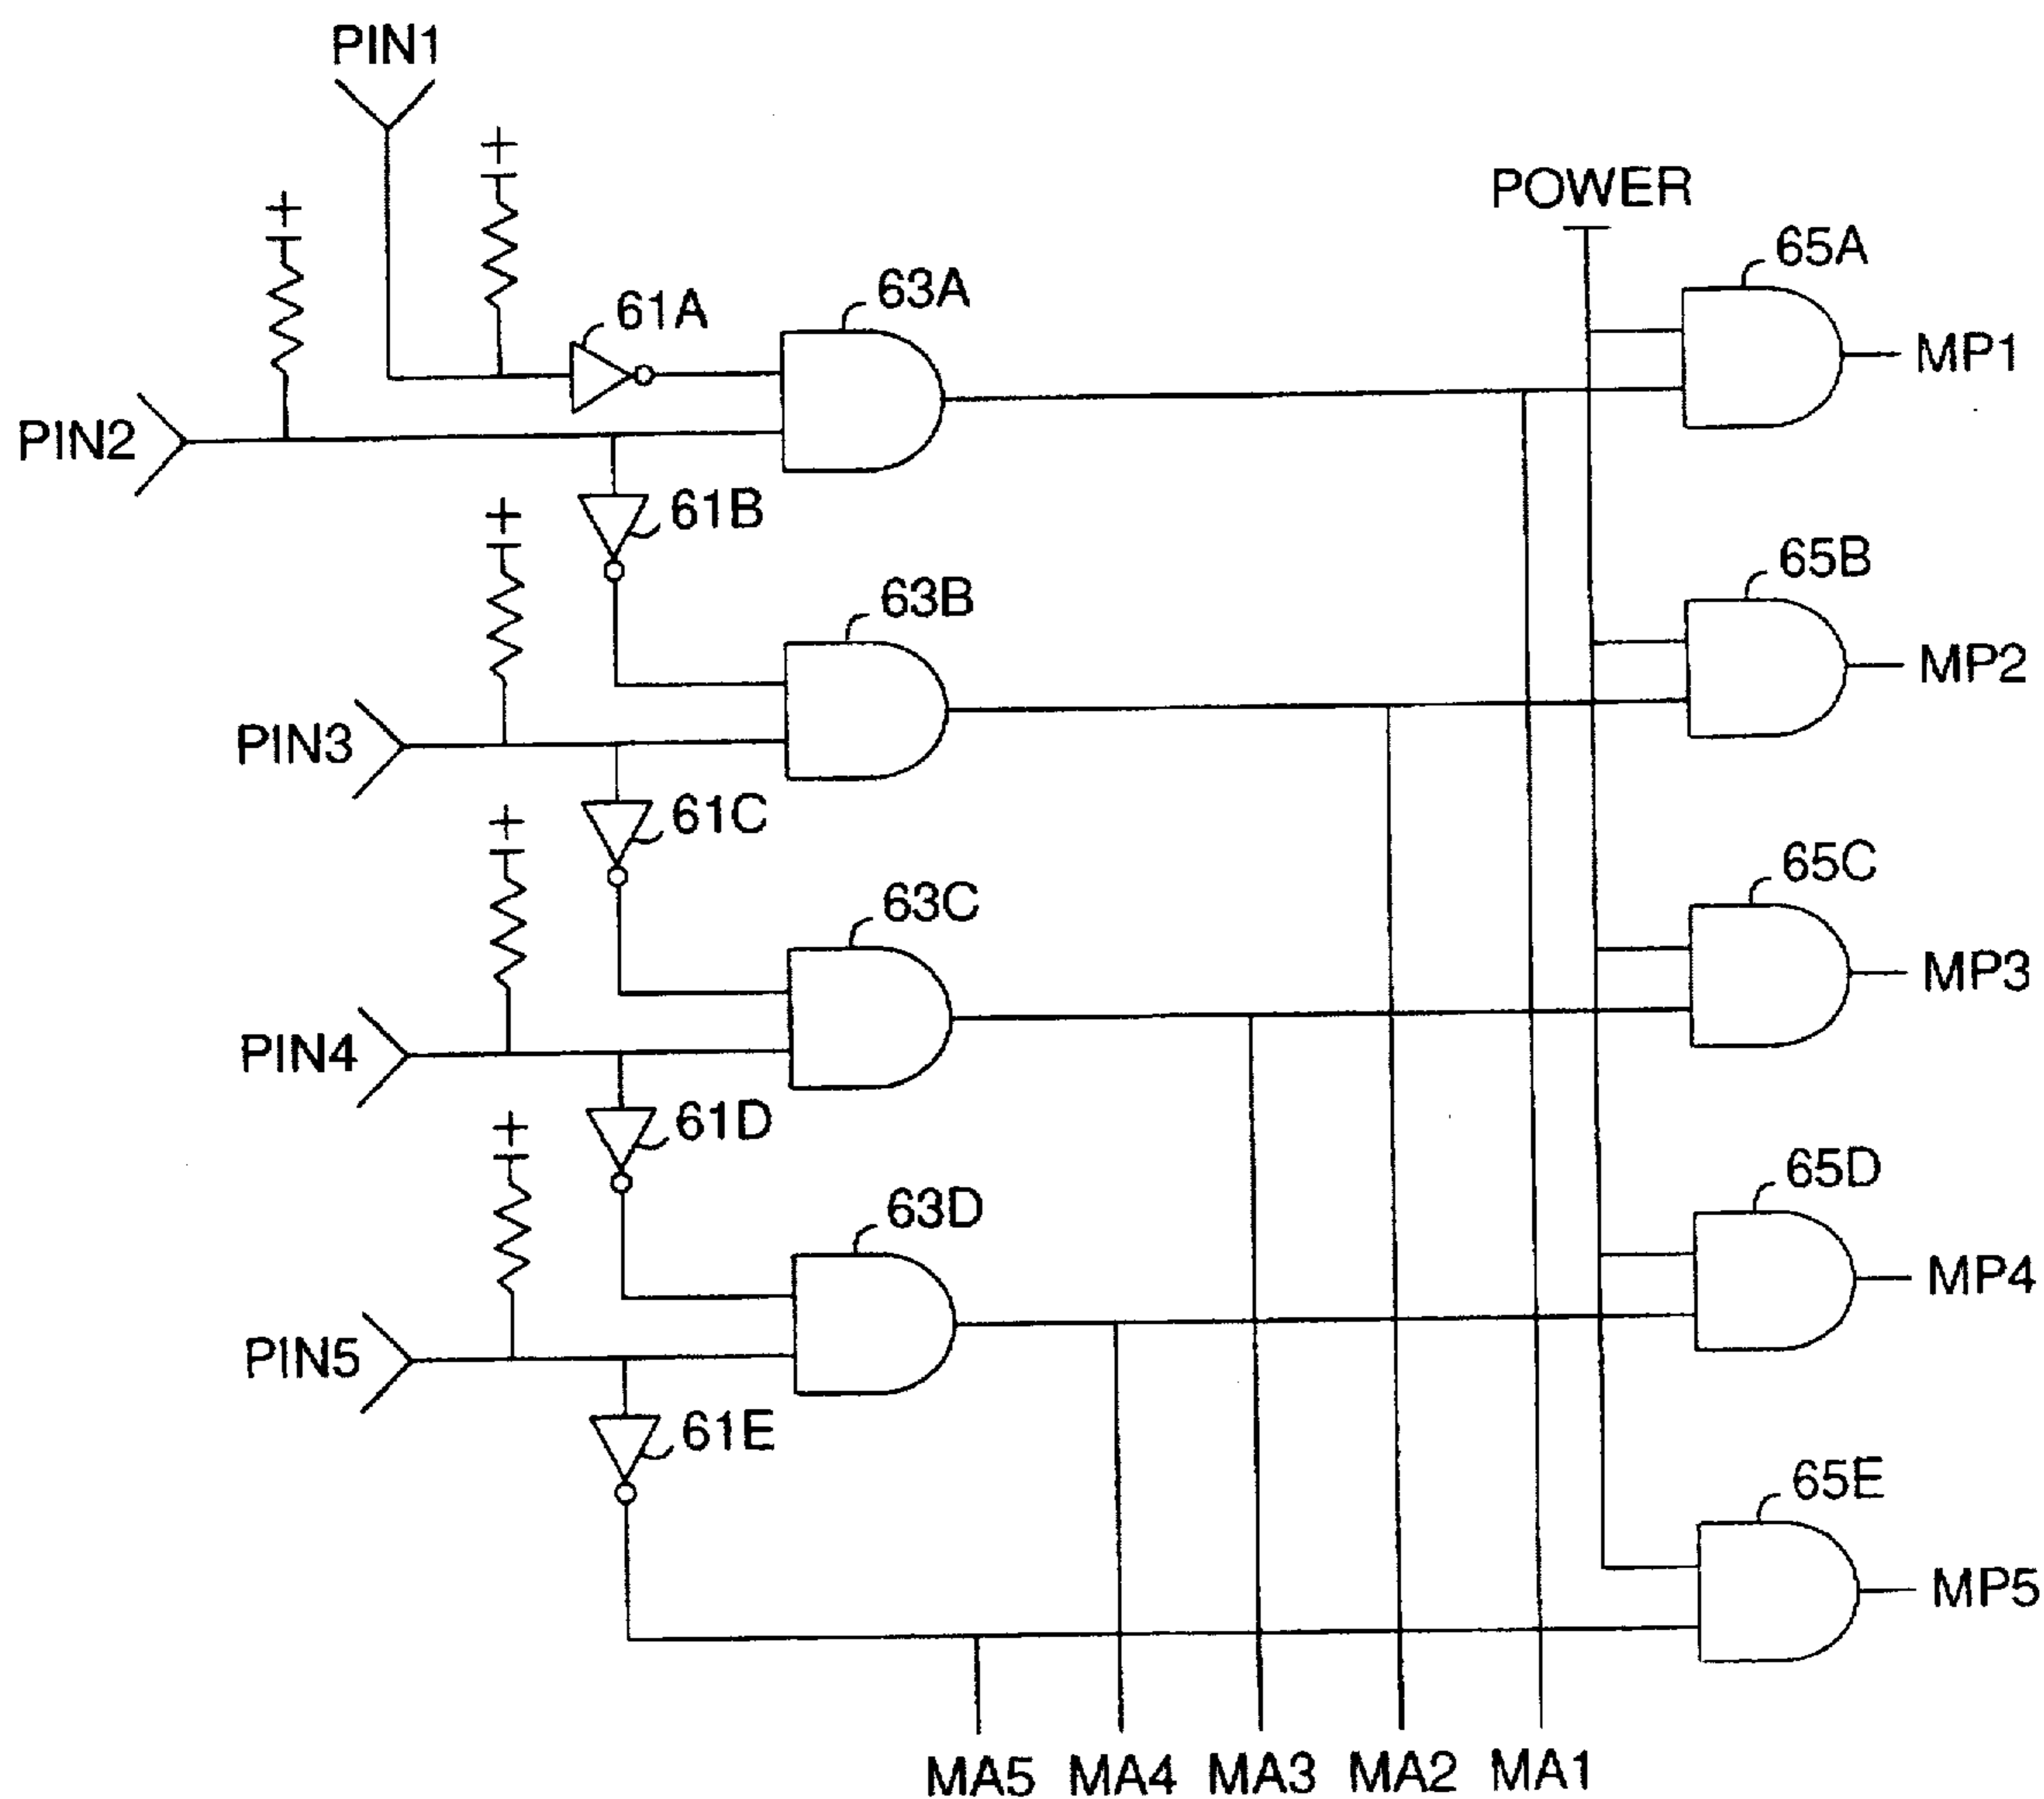 PIN1
POWER
65A
63A
61A
MP1
PIN2
61B
65B
63B
MP2
PIN3
61C
65C
63C
MP3
PIN4
61D
65D
63D
MP4
PIN5
61E
65E
MP5
MA5 MA4 MA3 MA2 MA1